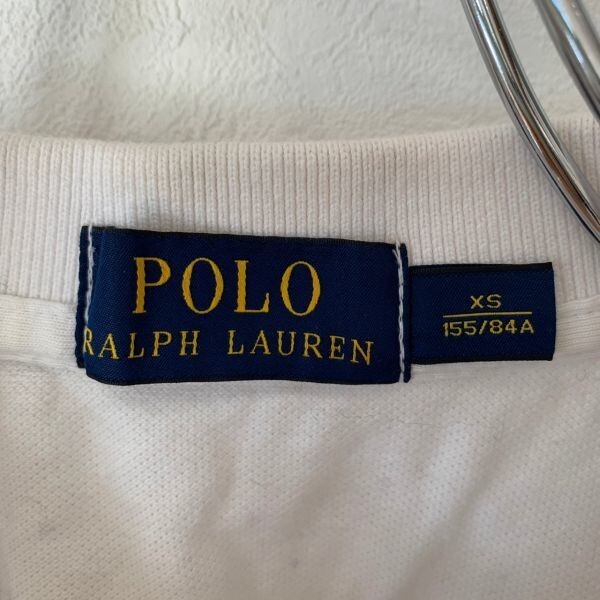 POLO
RALPH LAUREN
XS
155/84A